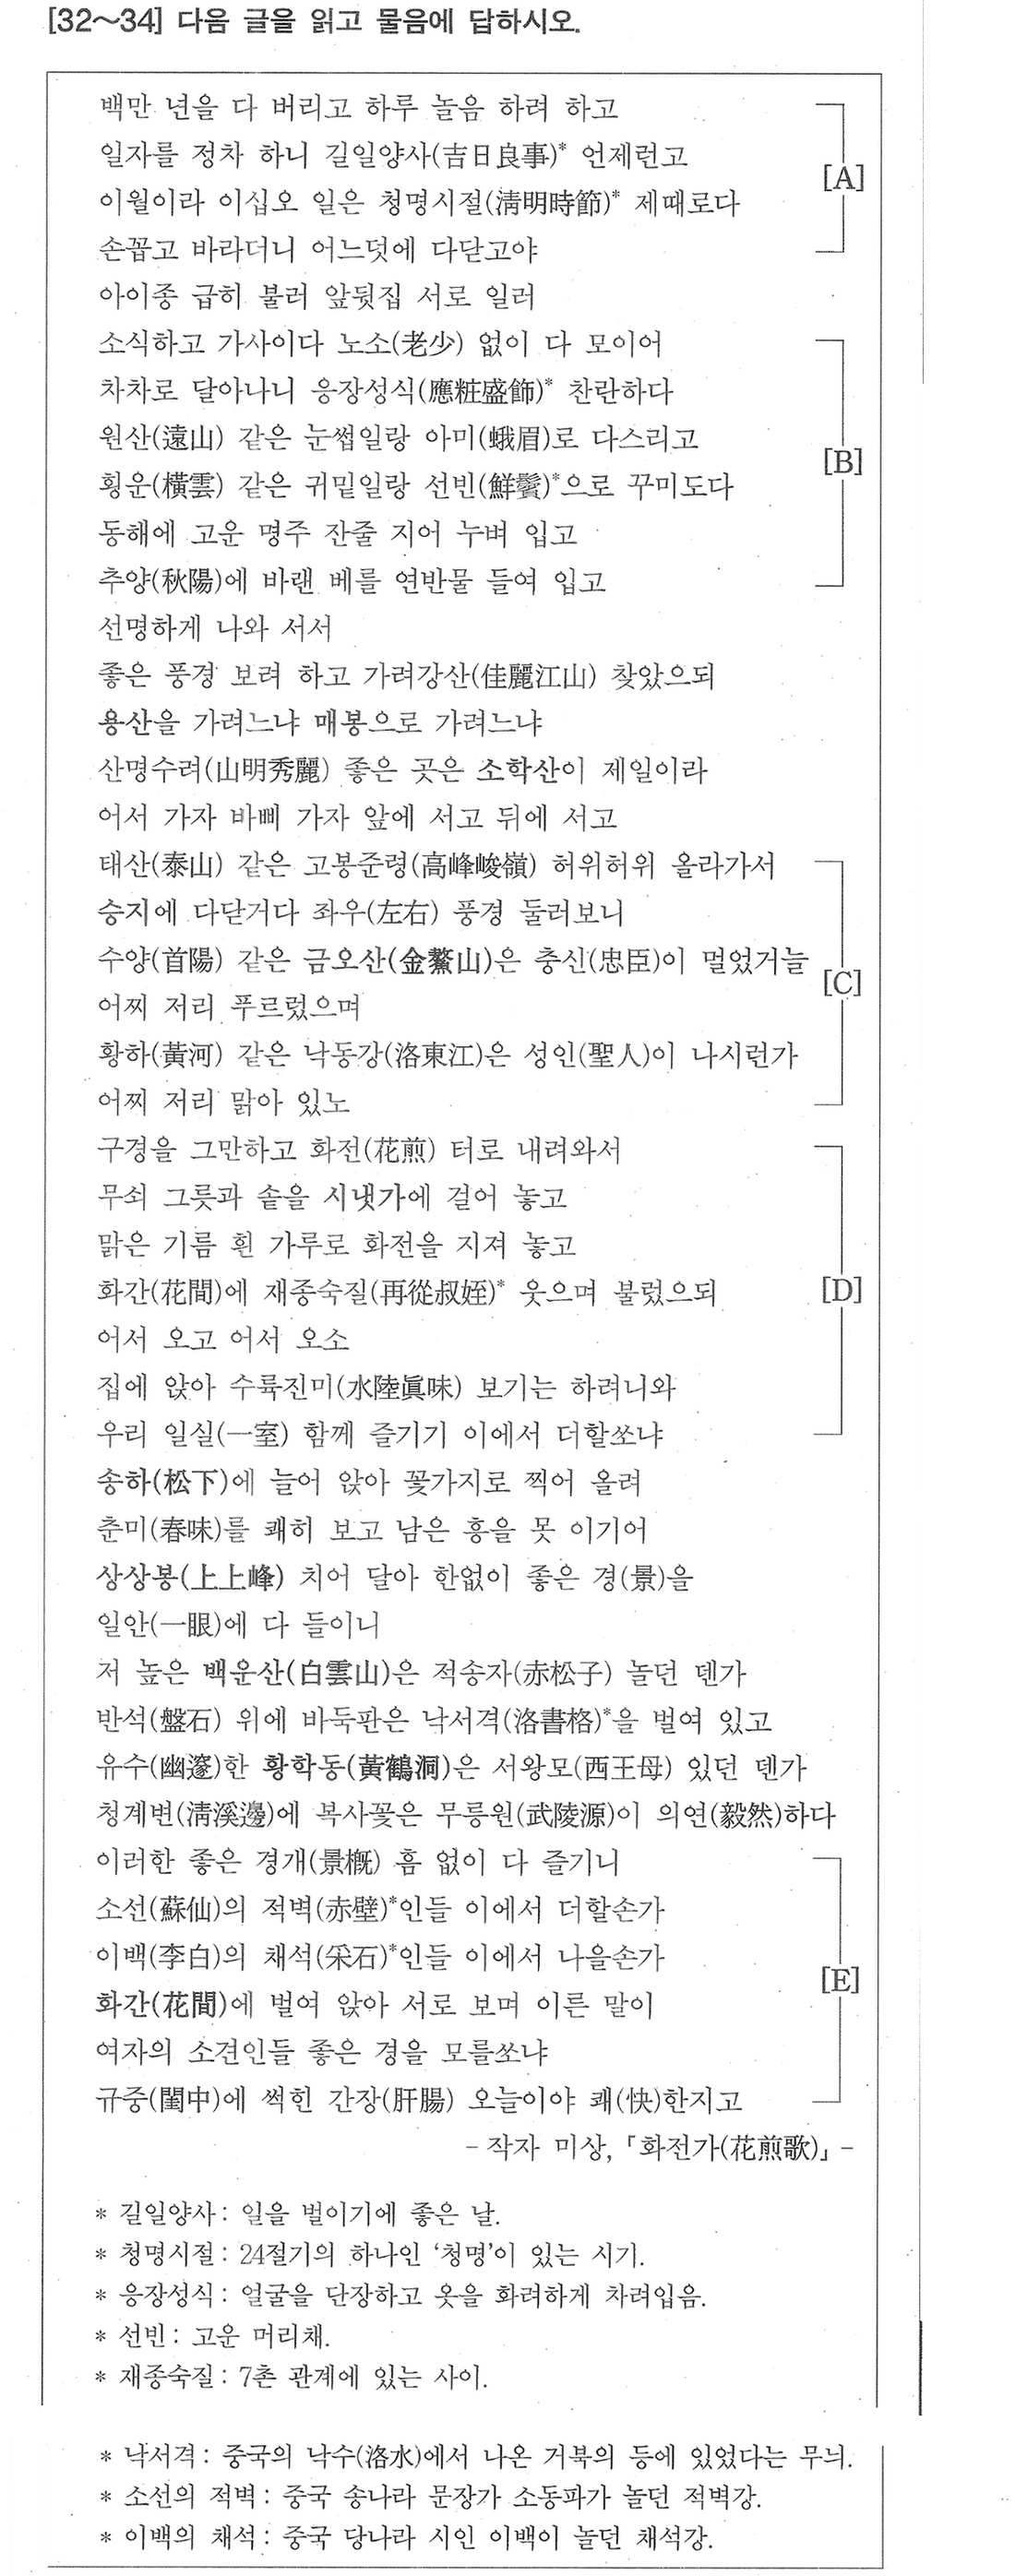 [32~34] 다음 글을 읽고 물음에 답하시오.
백만 년을 다 버리고 하루 놀음 하려 하고
일자를 정차 하니 길일양사(吉日良事)* 언제런고
이월이라 이십오 일은 청명시절(淸明時節)* 제때로다
손꼽고 바라더니 어느덧에 다닫고야
[A]
아이종 급히 불러 앞뒷집 서로 일러
소식하고 가사이다 노소(老少) 없이 다 모이어
차차로 달아나니 응장성식(應粧盛飾)* 찬란하다
원산(遠山) 같은 눈썹일랑 아미(蛾眉)로 다스리고
횡운(橫雲) 같은 귀밑일랑 선빈(鮮鬢)*으로 꾸미도다
동해에 고운 명주 잔줄 지어 누벼 입고
추양(秋陽)에 바랜 베를 연반물 들여 입고
[B]
선명하게 나와 서서
좋은 풍경 보려 하고 가려강산(佳麗江山) 찾았으되
용산을 가려느냐 매봉으로 가려느냐
산명수려(山明秀麗) 좋은 곳은 소학산이 제일이라
어서 가자 바삐 가자 앞에 서고 뒤에 서고
태산(泰山) 같은 고봉준령(高峰峻嶺) 허위허위 올라가서
승지에 다닫거다 좌우(左右) 풍경 둘러보니
수양(首陽) 같은 금오산(金鰲山)은 충신(忠臣)이 멀었거늘
어찌 저리 푸르렀으며
황하(黃河) 같은 낙동강(洛東江)은 성인(聖人)이 나시런가
어찌 저리 맑아 있노
[C]
구경을 그만하고 화전(花煎) 터로 내려와서
무쇠 그릇과 솥을 시냇가에 걸어 놓고
맑은 기름 흰 가루로 화전을 지져 놓고
화간(花間)에 재종숙질(再從叔姪)* 웃으며 불렀으되
어서 오고 어서 오소
집에 앉아 수륙진미(水陸眞味) 보기는 하려니와
우리 일실(一室) 함께 즐기기 이에서 더할쏘냐
[D]
송하(松下)에 늘어 앉아 꽃가지로 찍어 올려
춘미(春味)를 쾌히 보고 남은 흥을 못 이기어
상상봉(上上峰) 치어 달아 한없이 좋은 경(景)을
일안(一眼)에 다 들이니
저 높은 백운산(白雲山)은 적송자(赤松子) 놀던 덴가
반석(盤石) 위에 바둑판은 낙서격(洛書格)*을 벌여 있고
유수(幽邃)한 황학동(黃鶴洞)은 서왕모(西王母) 있던 덴가
청계변(淸溪邊)에 복사꽃은 무릉원(武陵源)이 의연(毅然)하다
이러한 좋은 경개(景槪) 흠 없이 다 즐기니
소선(蘇仙)의 적벽(赤壁)*인들 이에서 더할손가
이백(李白)의 채석(采石)*인들 이에서 나을손가
화간(花間)에 벌여 앉아 서로 보며 이른 말이
여자의 소견인들 좋은 경을 모를쏘냐
규중(閨中)에 썩힌 간장(肝腸) 오늘이야 쾌(快)한지고
[E]
- 작자 미상, 「화전가(花煎歌)」 -
* 길일양사 : 일을 벌이기에 좋은 날.
* 청명시절 : 24절기의 하나인 ‘청명’이 있는 시기.
* 응장성식 : 얼굴을 단장하고 옷을 화려하게 차려입음.
* 선빈 : 고운 머리채.
* 재종숙질 : 7촌 관계에 있는 사이.
* 낙서격 : 중국의 낙수(洛水)에서 나온 거북의 등에 있었다는 무늬.
* 소선의 적벽 : 중국 송나라 문장가 소동파가 놀던 적벽강.
* 이백의 채석 : 중국 당나라 시인 이백이 놀던 채석강.